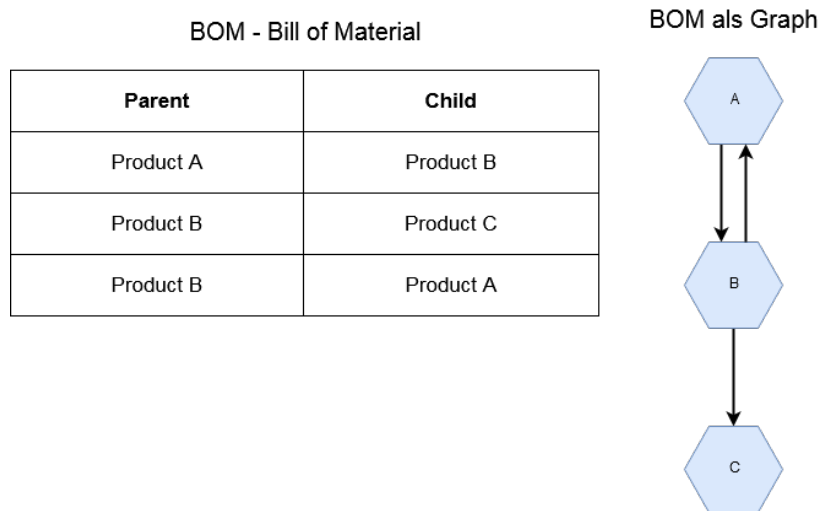 BOM - Bill of Material
Parent Child
Product A Product B
Product B Product C
Product B Product A
BOM als Graph
A
B
C